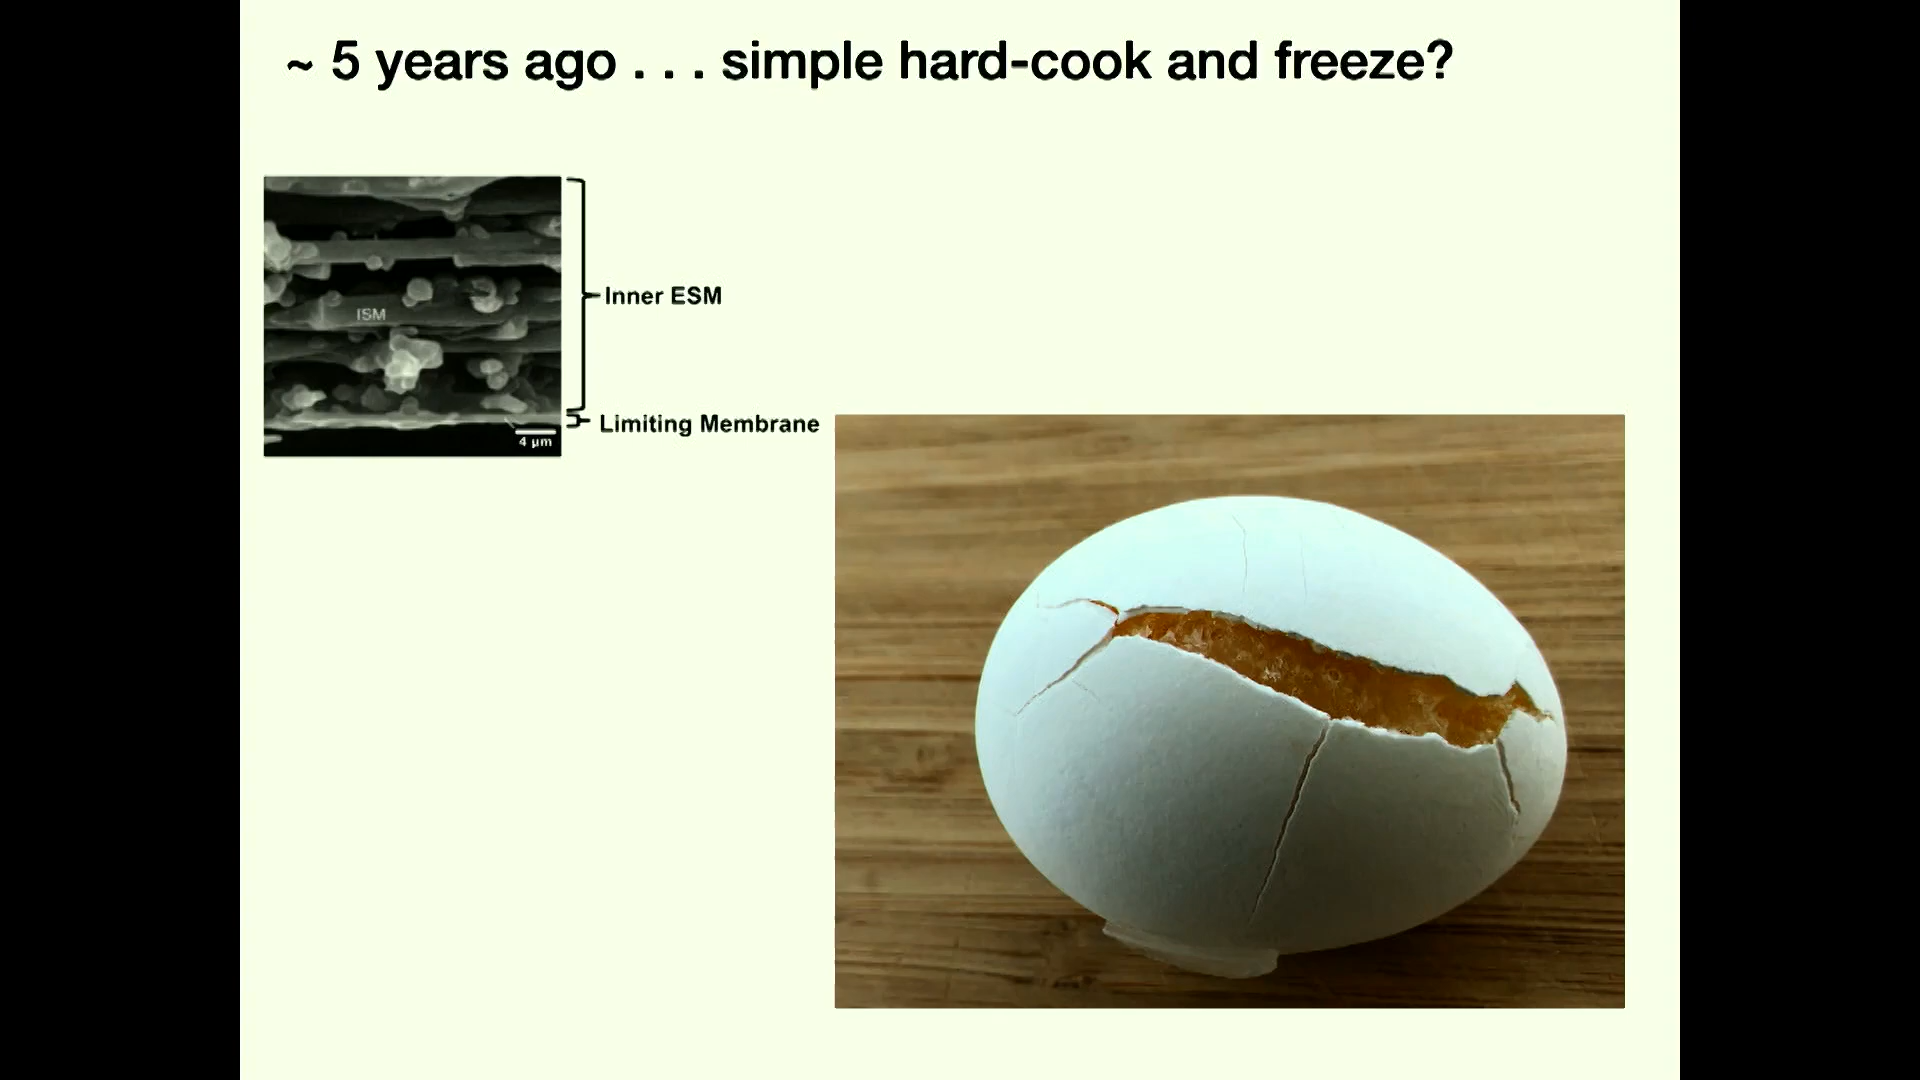 ~ 5 years ago . . . simple hard-cook and freeze?
Inner ESM
ISM
Limiting Membrane
4 µm